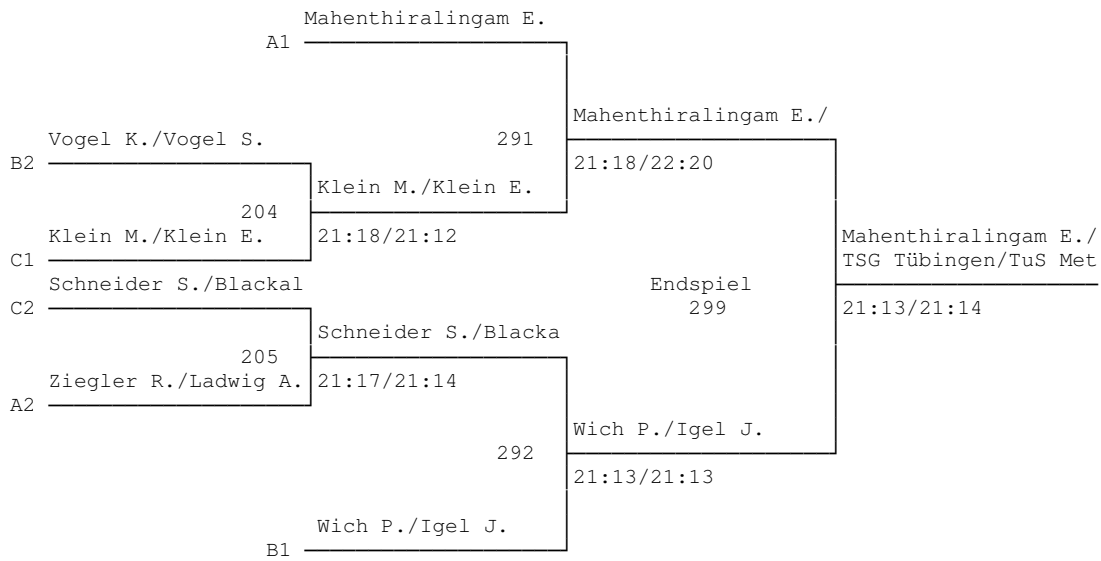 Mahenthiralingam E.
A1
Mahenthiralingam E./
Vogel K./Vogel S. 291
B2 21:18/22:20
Klein M./Klein E.
204
Klein M./Klein E. 21:18/21:12 Mahenthiralingam E./
C1 TSG Tübingen/TuS Met
Schneider S./Blackal Endspiel
C2 299 21:13/21:14
Schneider S./Blacka
205
Ziegler R./Ladwig A. 21:17/21:14
A2
Wich P./Igel J.
292
21:13/21:13
Wich P./Igel J.
B1